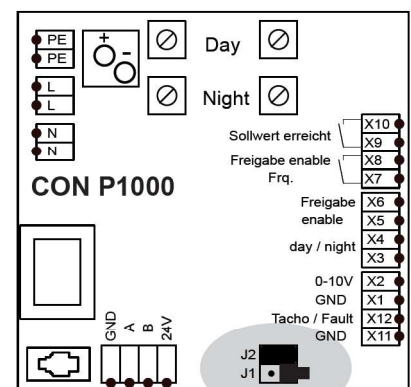 PE
PE
+ -
L
L
N
N
Day
Night
CON P1000
Sollwert erreicht
Freigabe enable
Frq.
Freigabe
enable
day / night
0-10V
GND
Tacho / Fault
GND
X10
X9
X8
X7
X6
X5
X4
X3
X2
X1
X12
X11
GND
A
B
24V
J2
J1